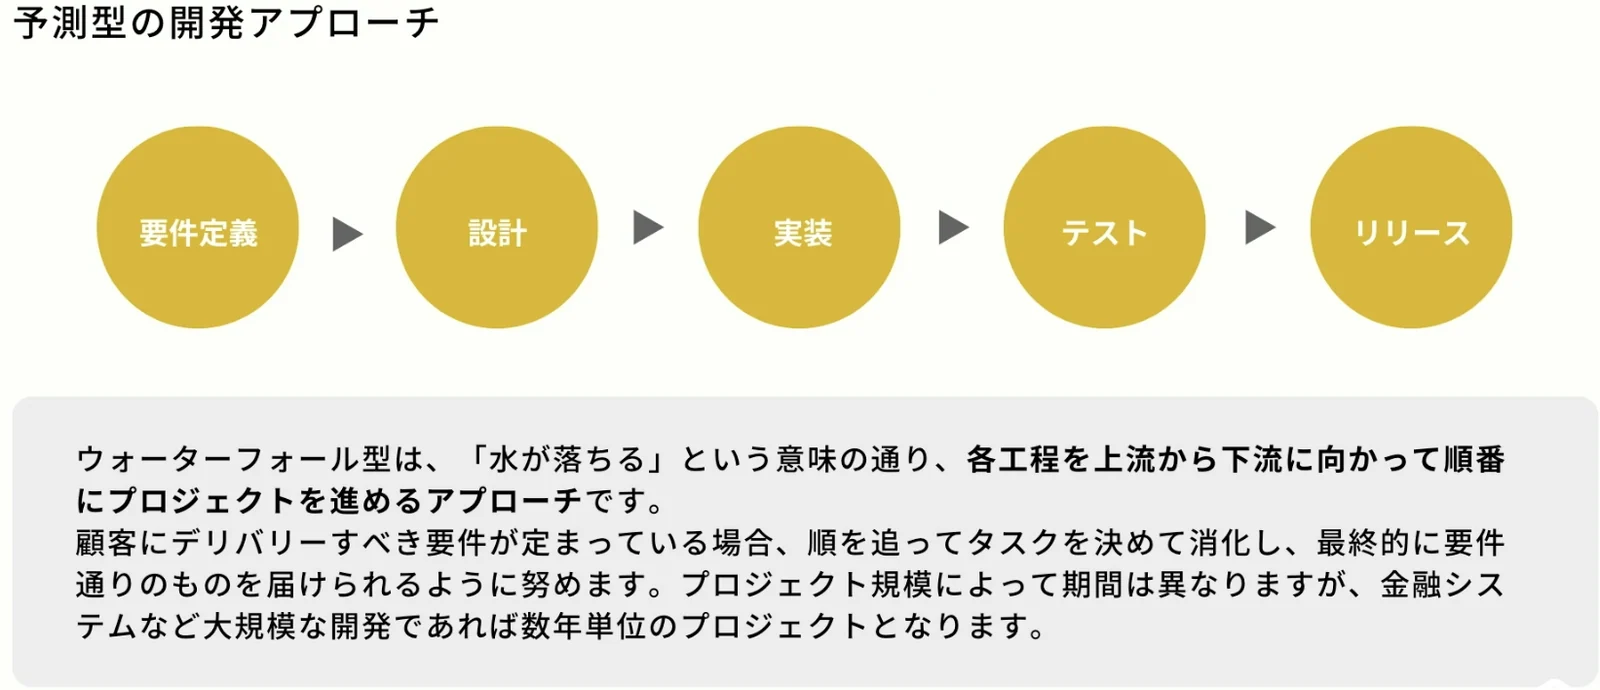 予測型の開発アプローチ
要件定義
設計
実装
テスト
リリース
ウォーターフォール型は、「水が落ちる」という意味の通り、各工程を上流から下流に向かって順番
にプロジェクトを進めるアプローチです。
顧客にデリバリーすべき要件が定まっている場合、順を追ってタスクを決めて消化し、最終的に要件
通りのものを届けられるように努めます。プロジェクト規模によって期間は異なりますが、金融シス
テムなど大規模な開発であれば数年単位のプロジェクトとなります。